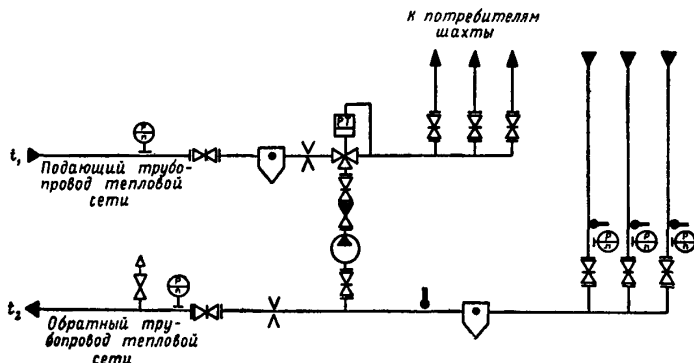 К потребителям
шахты
РТ
Р
П
t₁
Подающий трубо-
провод тепловой
сети
Р
П
Р
П
Р
П
Р
П
t₂
Обратный тру-
бопровод тепловой
сети